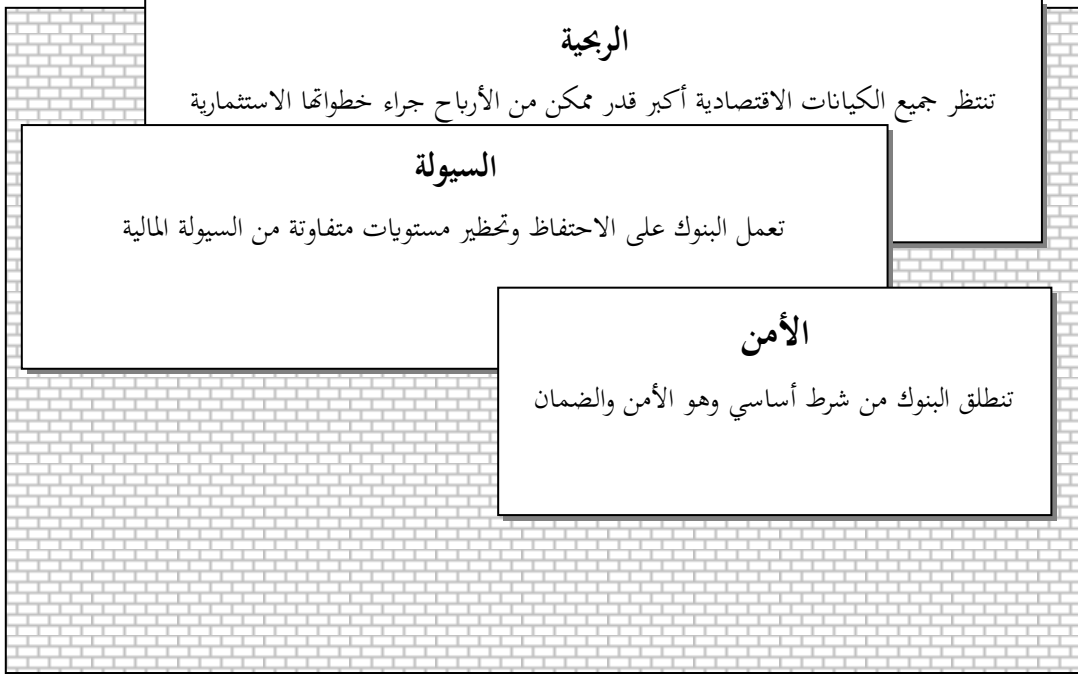 الربحية
تنتظر جميع الكيانات الاقتصادية أكبر قدر ممكن من الأرباح جراء خطواتها الاستثمارية
السيولة
تعمل البنوك على الاحتفاظ وتحظير مستويات متفاوتة من السيولة المالية
الأمن
تنطلق البنوك من شرط أساسي وهو الأمن والضمان